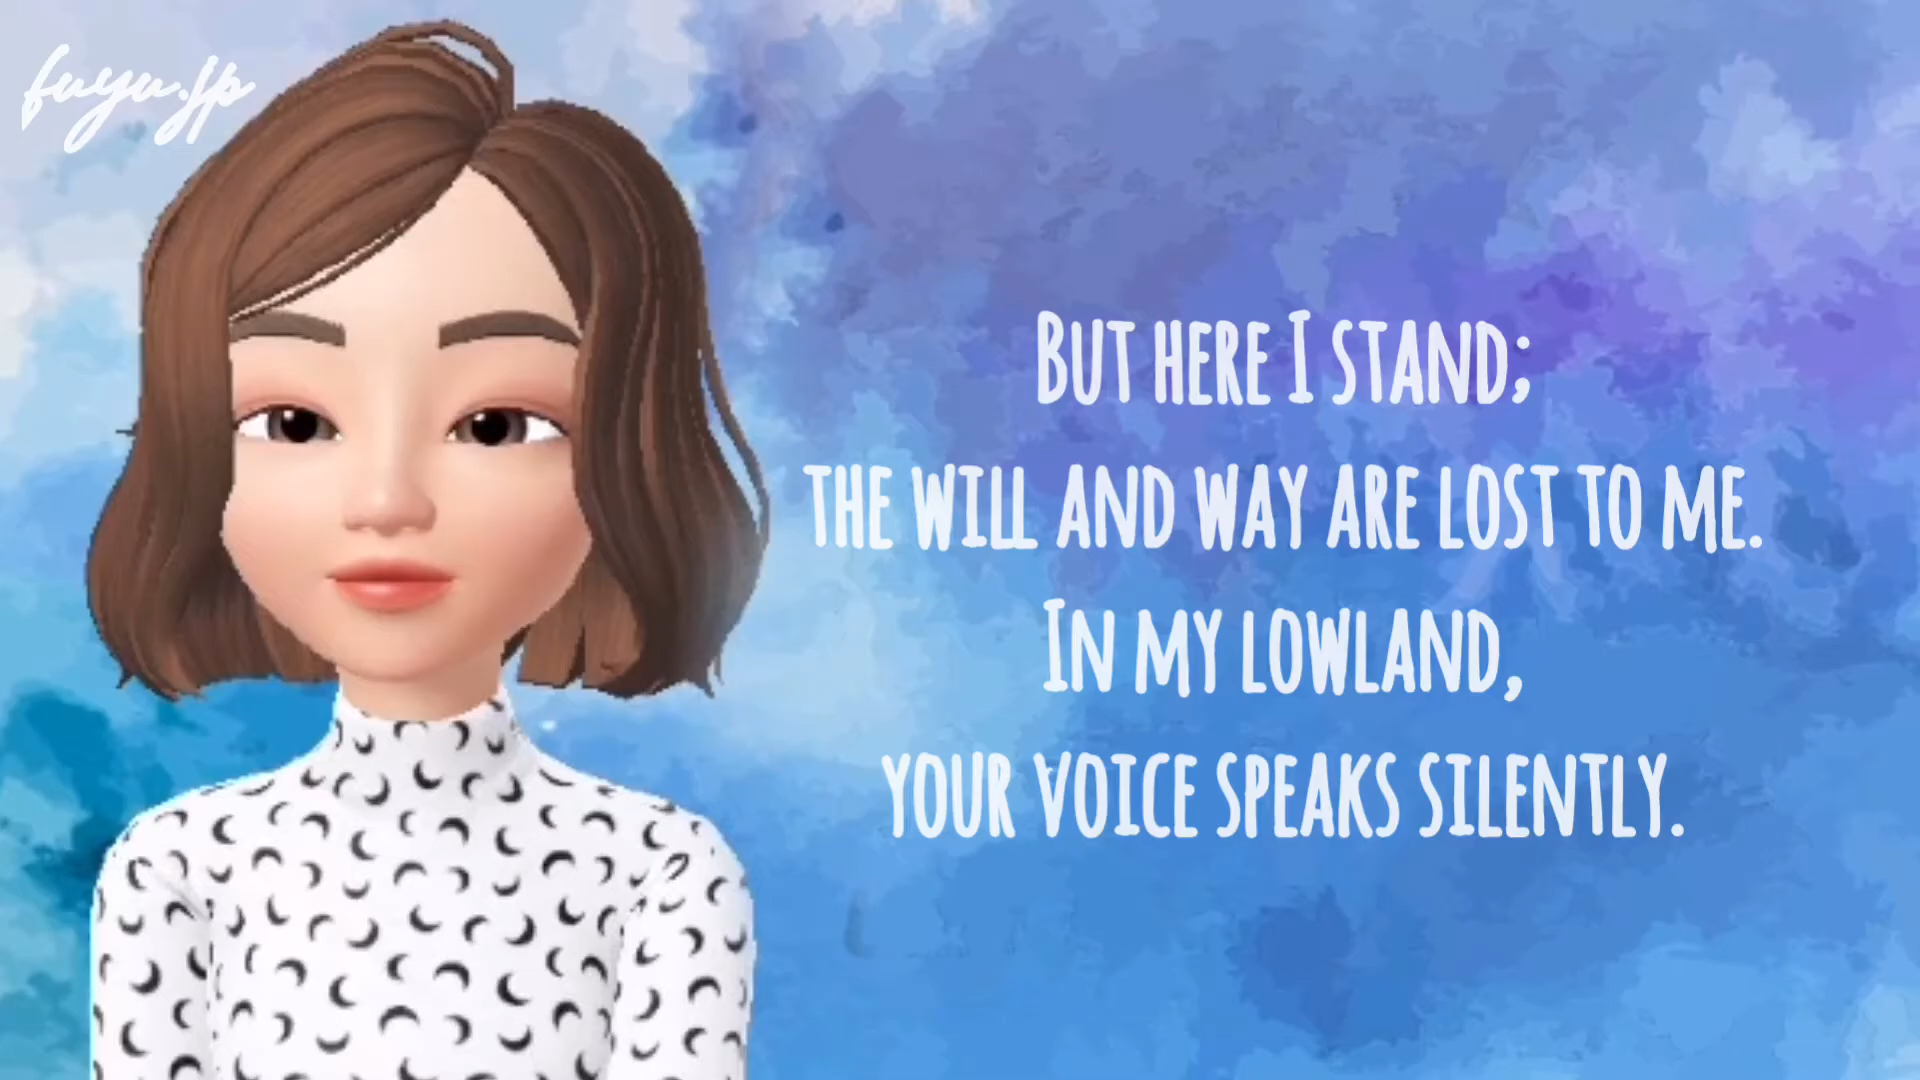 fuyu.jp
But here I stand;
the will and way are lost to me.
In my lowland,
your voice speaks silently.